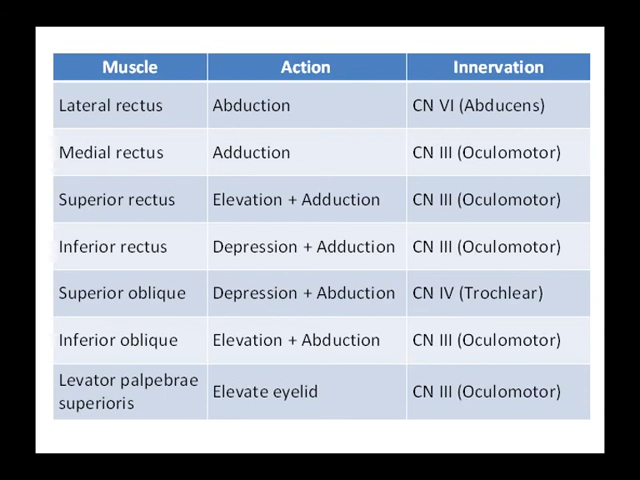 Muscle Action Innervation
Lateral rectus Abduction CN VI (Abducens)
Medial rectus Adduction CN III (Oculomotor)
Superior rectus Elevation + Adduction CN III (Oculomotor)
Inferior rectus Depression + Adduction CN III (Oculomotor)
Superior oblique Depression + Abduction CN IV (Trochlear)
Inferior oblique Elevation + Abduction CN III (Oculomotor)
Levator palpebrae
superioris Elevate eyelid CN III (Oculomotor)